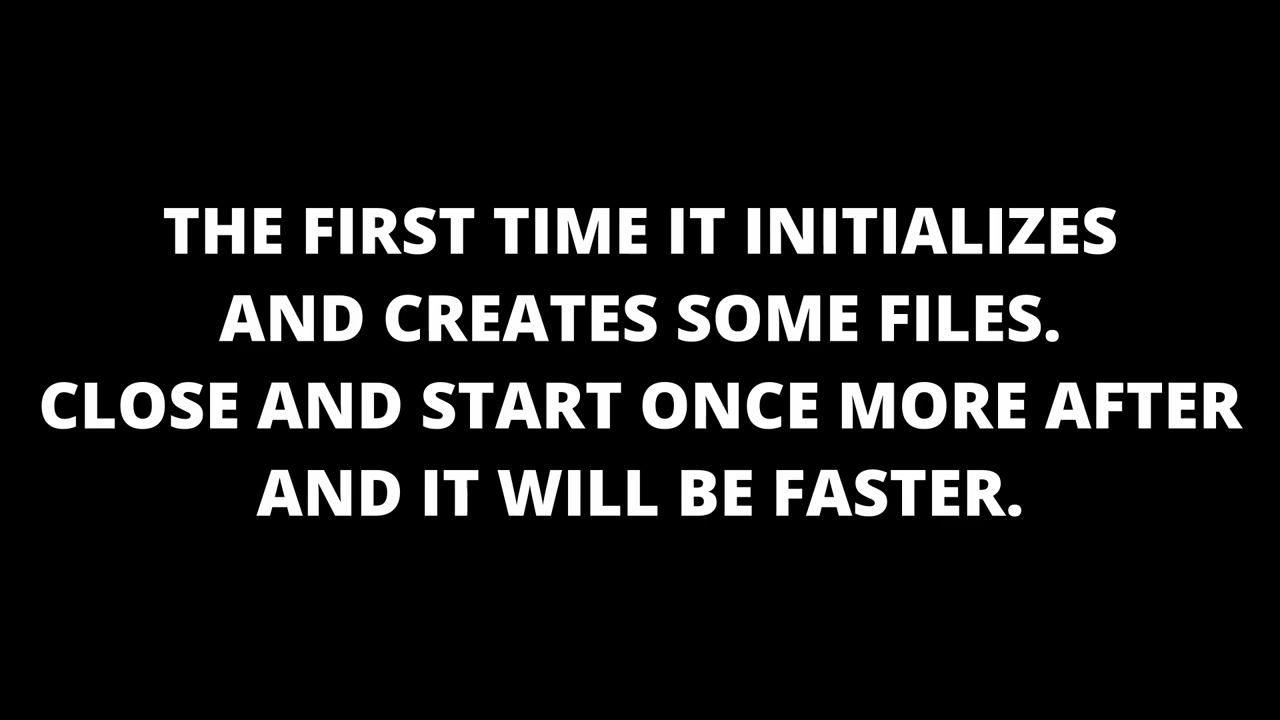 THE FIRST TIME IT INITIALIZES
AND CREATES SOME FILES.
CLOSE AND START ONCE MORE AFTER
AND IT WILL BE FASTER.